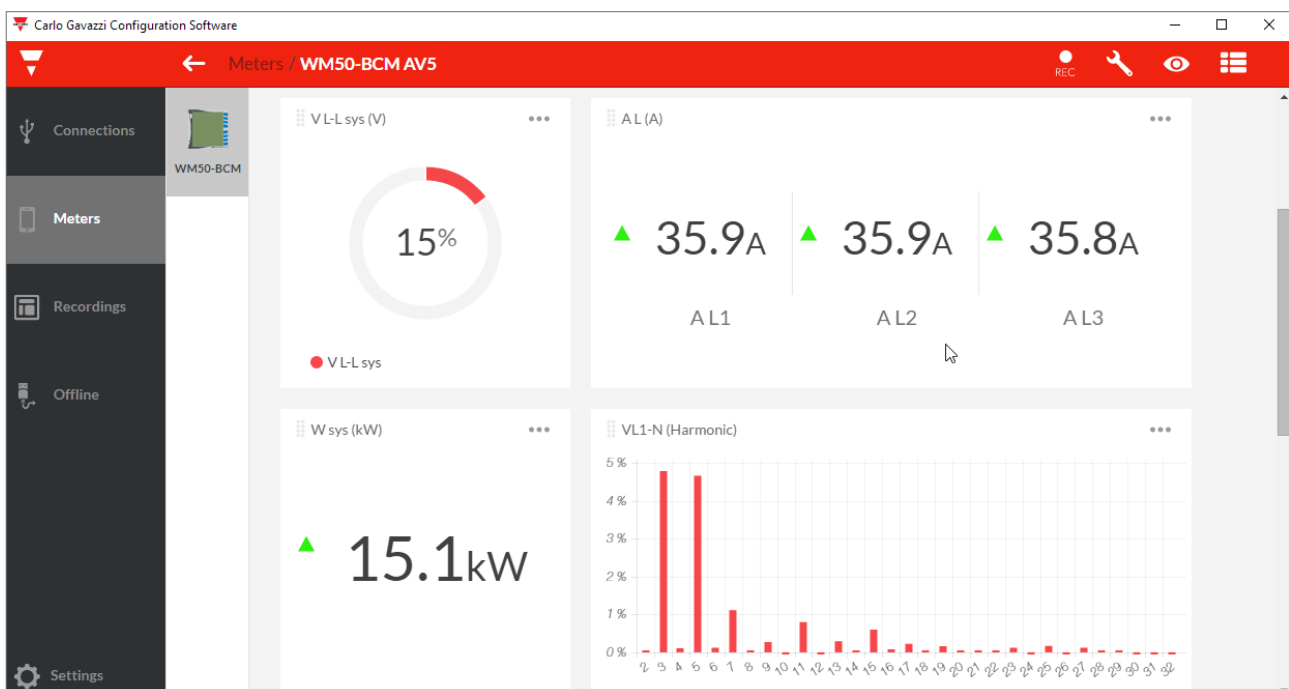 Carlo Gavazzi Configuration Software
Meters / WM50-BCM AV5
REC
Connections
Meters
Recordings
Offline
Settings
WM50-BCM
V L-L sys (V)
15%
V L-L sys
A L (A)
35.9A 35.9A 35.8A
A L1 A L2 A L3
W sys (kW)
15.1kW
VL1-N (Harmonic)
5 %
4 %
3 %
2 %
1 %
0 %
2 3 4 5 6 7 8 9 10 11 12 13 14 15 16 17 18 19 20 21 22 23 24 25 26 27 28 29 30 31 32